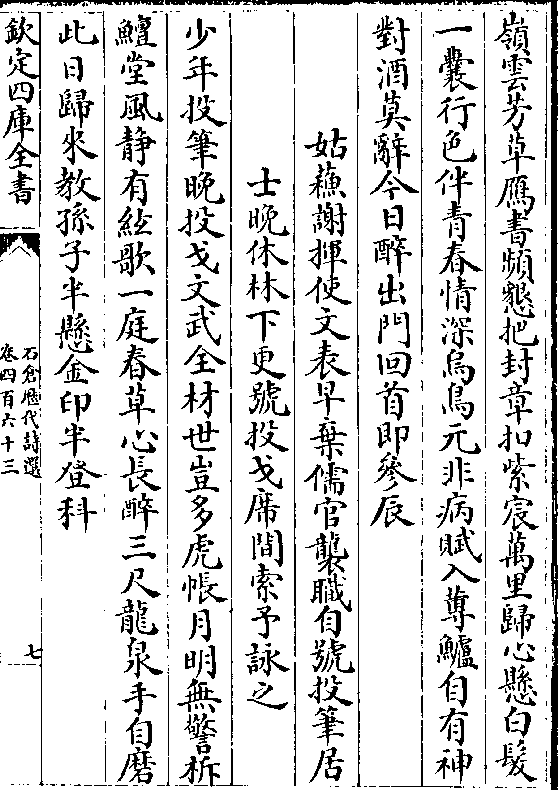 嶺雲芳草鴈書頻懇把封章扣紫宸萬里歸心懸白髮
一囊行色伴青春情深烏鳥元非病賦入蓴鱸自有神
對酒莫辭今日醉出門回首即參辰
姑蘓謝揮使文表早棄儒官襲職自號投筆居
士晚休林下更號投戈席間索予詠之
少年投筆晚投戈文武全材世豈多虎帳月明無警柝
鱣堂風静有絃歌一庭春草心長醉三尺龍泉手自磨
此日歸來教孫子半懸金印半登科
欽定四庫全書
石倉歷代詩選
卷四百六十三
七